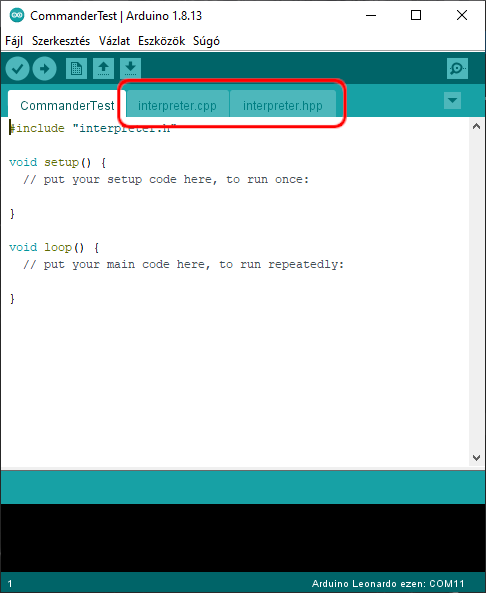 CommanderTest | Arduino 1.8.13
Fájl Szerkesztés Vázlat Eszközök Súgó
CommanderTest interpreter.cpp interpreter.hpp
#include "interpreter.h"
void setup() {
// put your setup code here, to run once:
}
void loop() {
// put your main code here, to run repeatedly:
}
1 Arduino Leonardo ezen: COM11